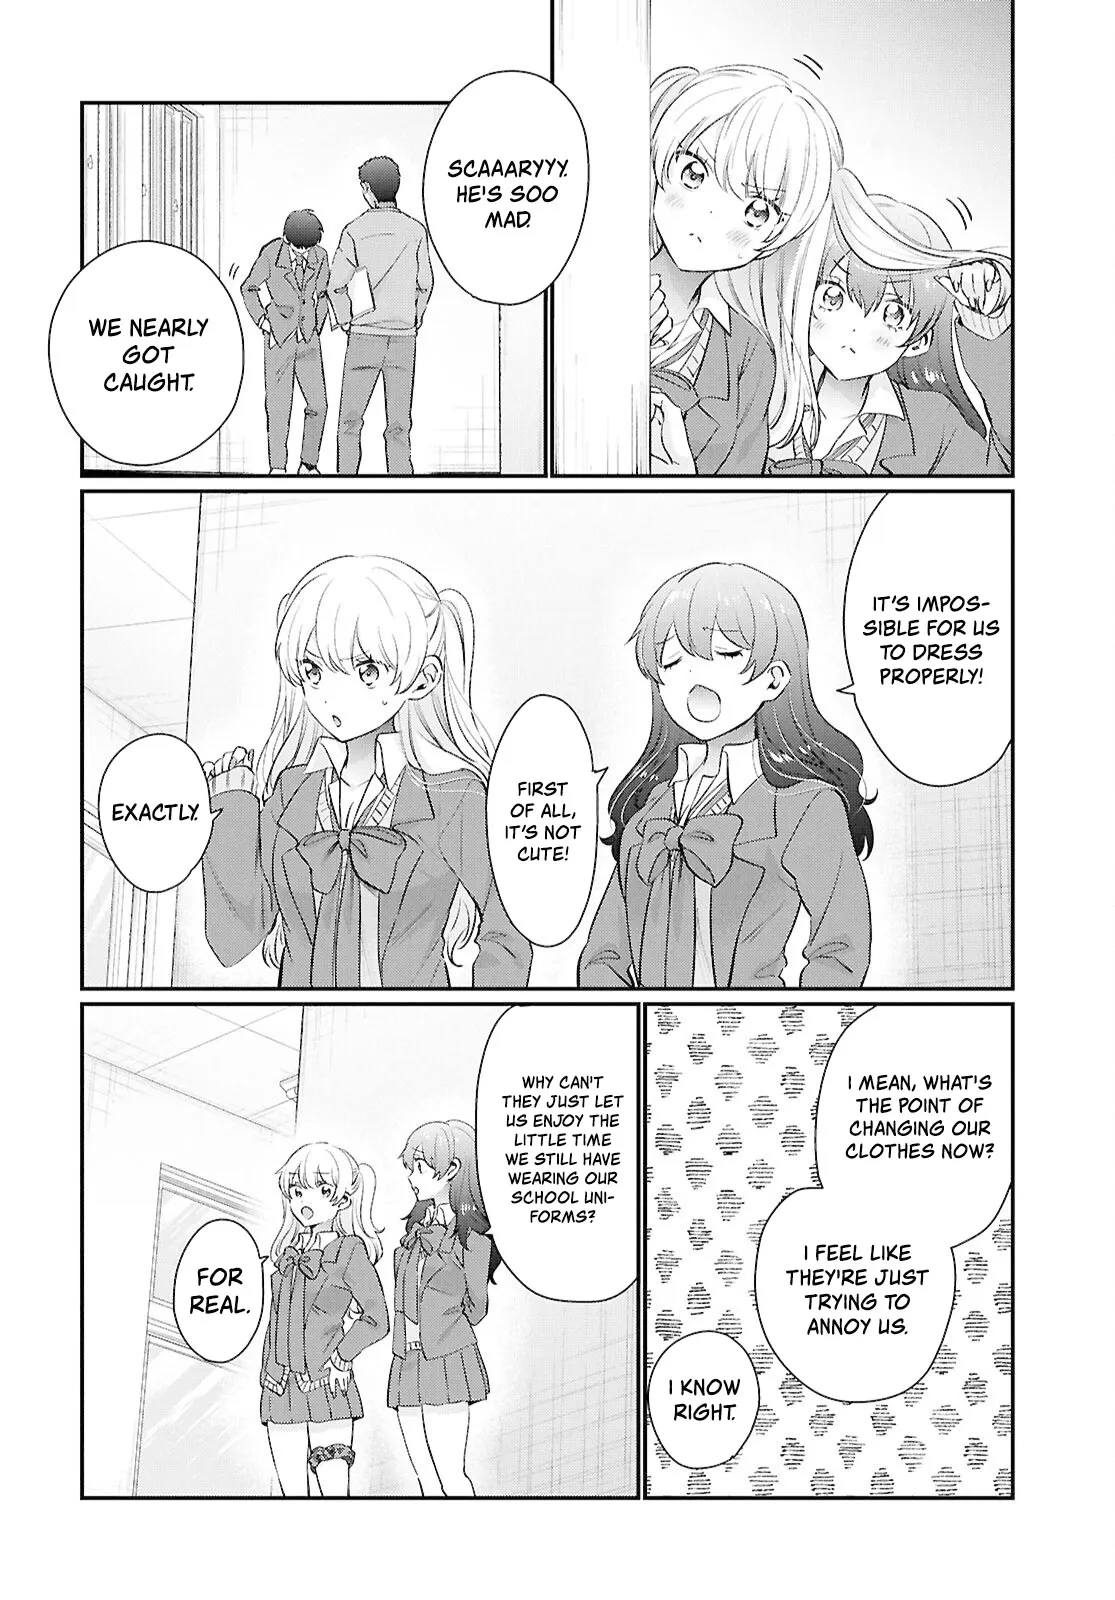 SCAAARYYY.
HE'S SOO
MAD.
WE NEARLY
GOT
CAUGHT.
IT'S IMPOS-
SIBLE FOR US
TO DRESS
PROPERLY!
FIRST
OF ALL,
IT'S NOT
CUTE!
EXACTLY.
I MEAN, WHAT'S
THE POINT OF
CHANGING OUR
CLOTHES NOW?
I FEEL LIKE
THEY'RE JUST
TRYING TO
ANNOY US.
I KNOW
RIGHT.
WHY CAN'T
THEY JUST LET
US ENJOY THE
LITTLE TIME
WE STILL HAVE
WEARING OUR
SCHOOL UNI-
FORMS?
FOR
REAL.